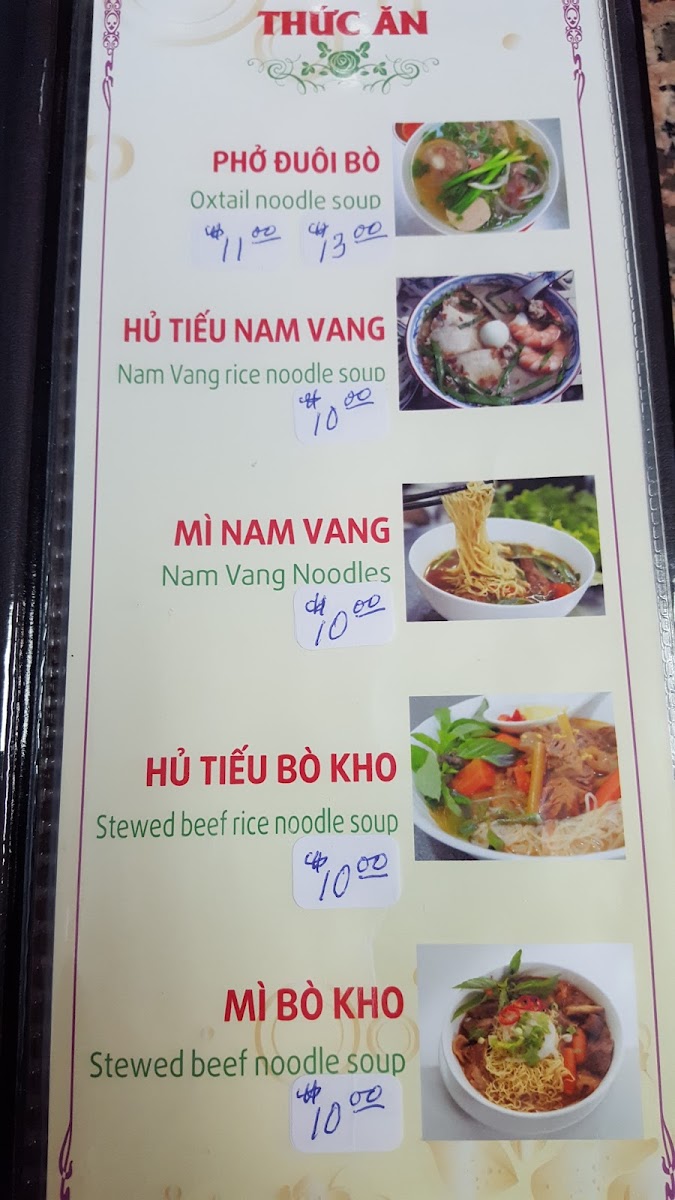 THỨC ĂN
PHỞ ĐUÔI BÒ
Oxtail noodle soup
$11.00 $13.00
HỦ TIẾU NAM VANG
Nam Vang rice noodle soup
$10.00
MÌ NAM VANG
Nam Vang Noodles
$10.00
HỦ TIẾU BÒ KHO
Stewed beef rice noodle soup
$10.00
MÌ BÒ KHO
Stewed beef noodle soup
$10.00